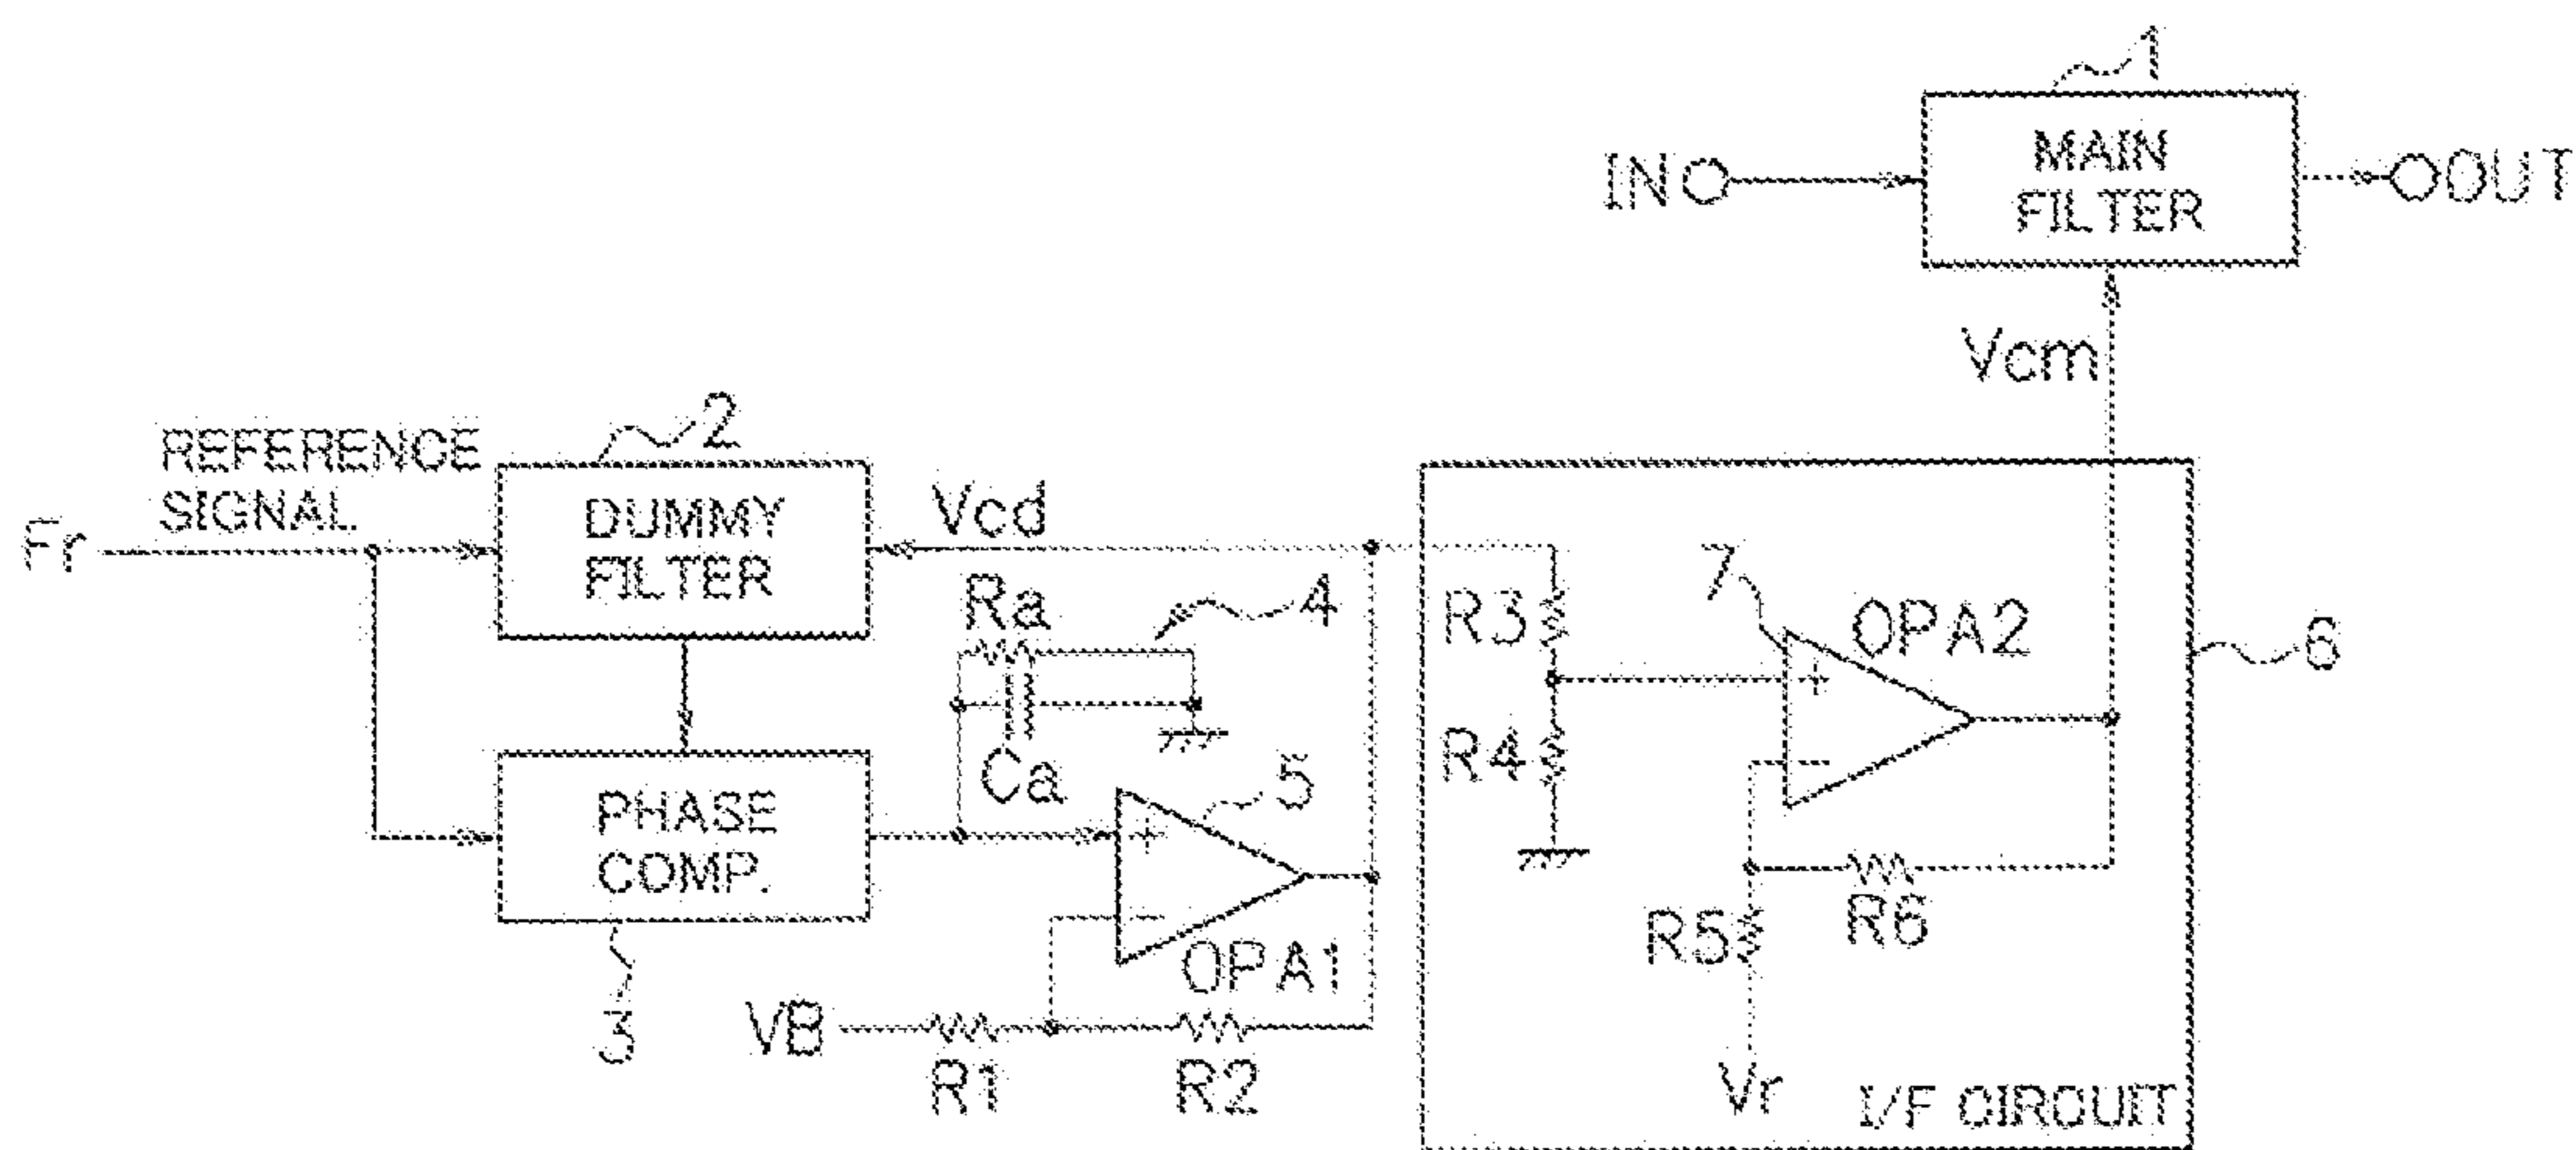 1
MAIN
FILTER
IN
OUT
Vcm
2
REFERENCE
SIGNAL
Fr
DUMMY
FILTER
Vcd
Ra
4
Ca
R3
R4
7
OPA2
+
−
6
PHASE
COMP.
3
5
+
−
OPA1
VB
R1
R2
R5
R6
Vr
I/F CIRCUIT